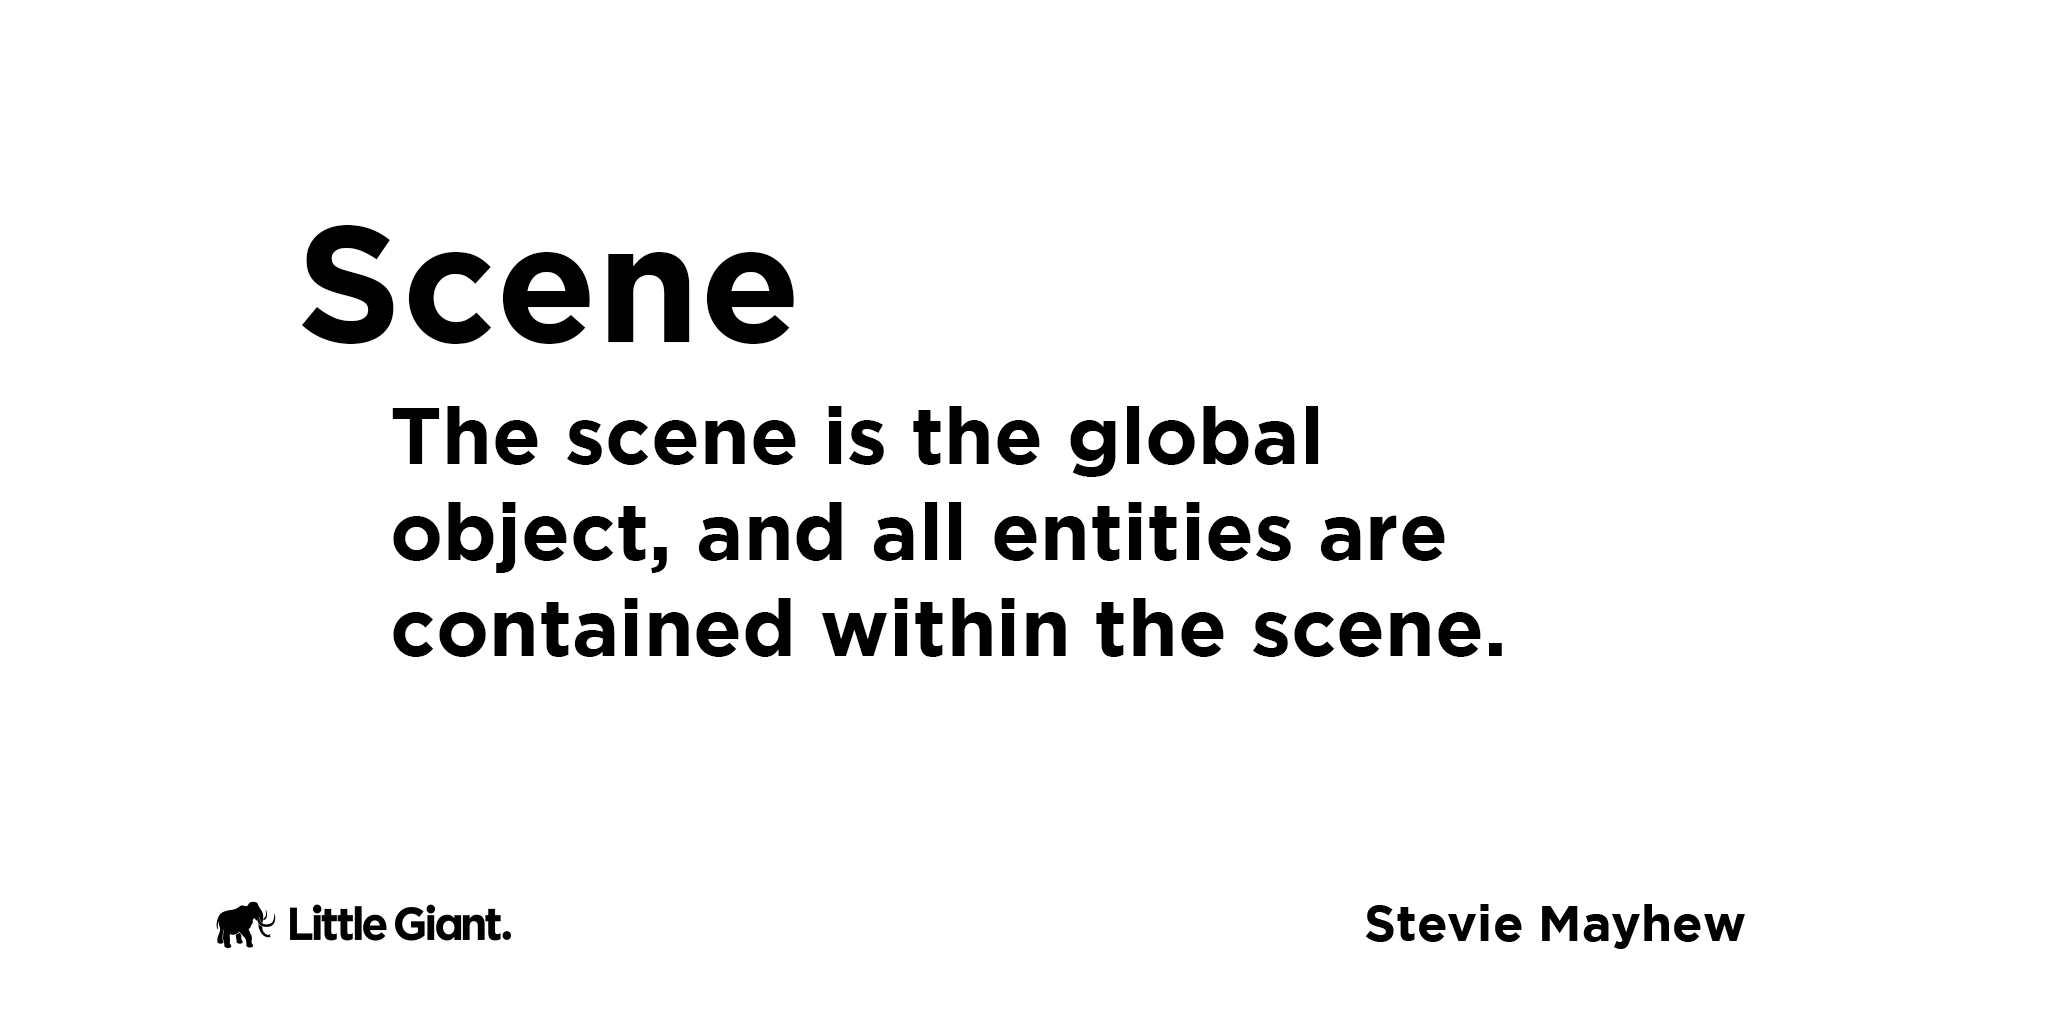 Scene
The scene is the global
object, and all entities are
contained within the scene.
Little Giant.
Stevie Mayhew